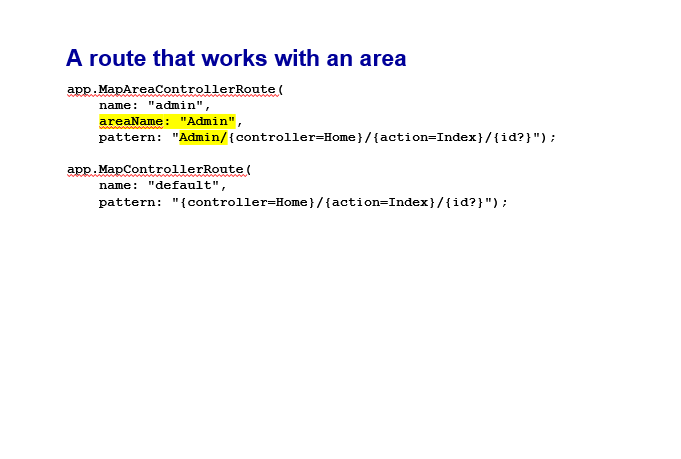 A route that works with an area
app.MapAreaControllerRoute(
    name: "admin",
    areaName: "Admin",
    pattern: "Admin/{controller=Home}/{action=Index}/{id?}");
app.MapControllerRoute(
    name: "default",
    pattern: "{controller=Home}/{action=Index}/{id?}");